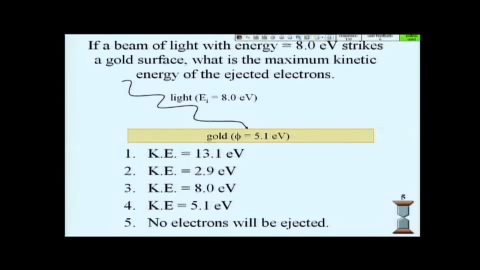 If a beam of light with energy = 8.0 eV strikes
a gold surface, what is the maximum kinetic
energy of the ejected electrons.
light (Ei = 8.0 eV)
gold (ϕ = 5.1 eV)
1. K.E. = 13.1 eV
2. K.E. = 2.9 eV
3. K.E. = 8.0 eV
4. K.E = 5.1 eV
5. No electrons will be ejected.